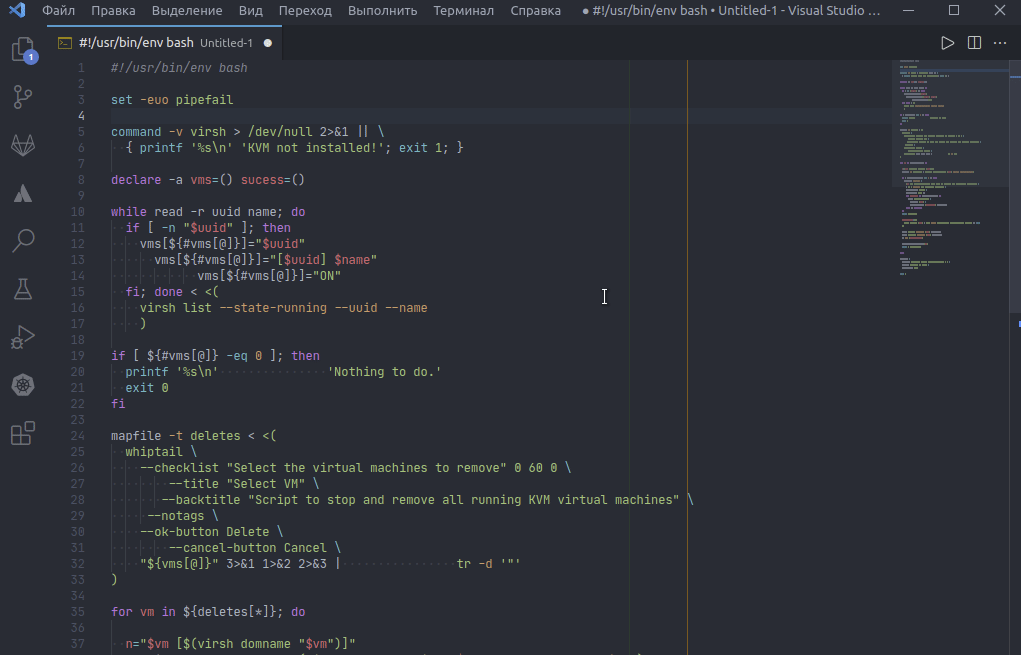 Файл Правка Выделение Вид Переход Выполнить Терминал Справка ● #!/usr/bin/env bash • Untitled-1 - Visual Studio ...
#!/usr/bin/env bash Untitled-1 ●
1
1 #!/usr/bin/env bash
2
3 set -euo pipefail
4
5 command -v virsh > /dev/null 2>&1 || \
6 { printf '%s\n' 'KVM not installed!'; exit 1; }
7
8 declare -a vms=() sucess=()
9
10 while read -r uuid name; do
11 if [ -n "$uuid" ]; then
12 vms[${#vms[@]}]="$uuid"
13 vms[${#vms[@]}]="[$uuid] $name"
14 vms[${#vms[@]}]="ON"
15 fi; done < <(
16 virsh list --state-running --uuid --name
17 )
18
19 if [ ${#vms[@]} -eq 0 ]; then
20 printf '%s\n' 'Nothing to do.'
21 exit 0
22 fi
23
24 mapfile -t deletes < <(
25 whiptail \
26 --checklist "Select the virtual machines to remove" 0 60 0 \
27 --title "Select VM" \
28 --backtitle "Script to stop and remove all running KVM virtual machines" \
29 --notags \
30 --ok-button Delete \
31 --cancel-button Cancel \
32 "${vms[@]}" 3>&1 1>&2 2>&3 | tr -d '"'
33 )
34
35 for vm in ${deletes[*]}; do
36
37 n="$vm [$(virsh domname "$vm")]"